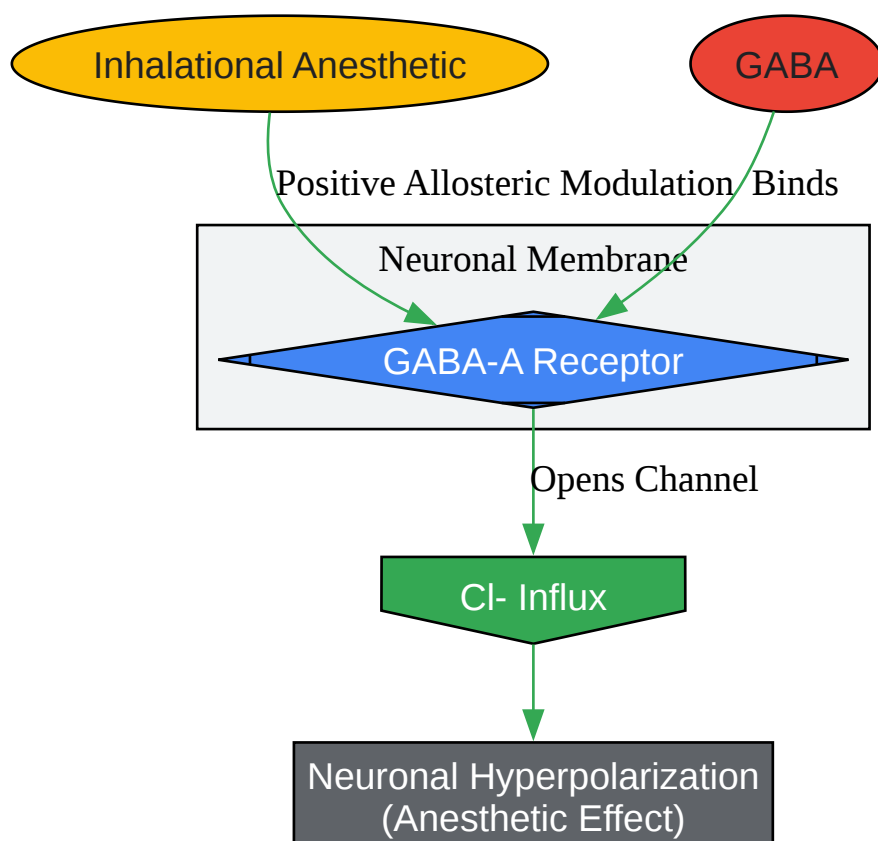 Inhalational Anesthetic
GABA
Positive Allosteric Modulation
Binds
Neuronal Membrane
GABA-A Receptor
Opens Channel
Cl- Influx
Neuronal Hyperpolarization
(Anesthetic Effect)